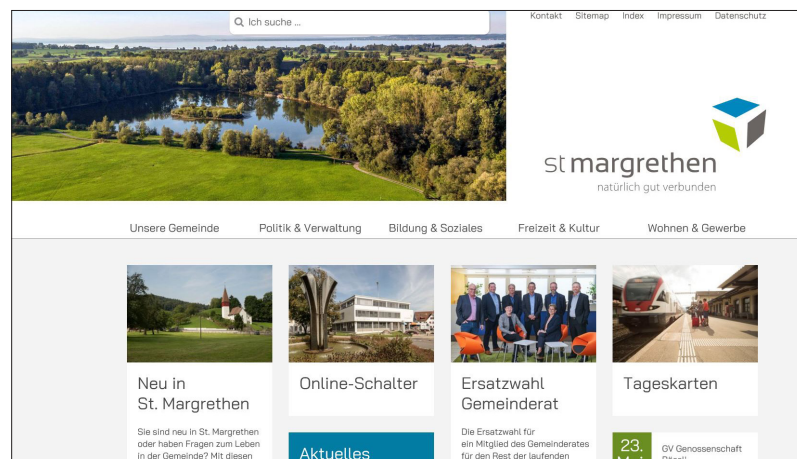 Ich suche ...
Kontakt Sitemap Index Impressum Datenschutz
st margrethen
natürlich gut verbunden
Unsere Gemeinde Politik & Verwaltung Bildung & Soziales Freizeit & Kultur Wohnen & Gewerbe
Neu in
St. Margrethen
Sie sind neu in St. Margrethen
oder haben Fragen zum Leben
in der Gemeinde? Mit diesen
Online-Schalter
Aktuelles
Ersatzwahl
Gemeinderat
Die Ersatzwahl für
ein Mitglied des Gemeinderates
für den Rest der laufenden
Tageskarten
23.
Mai
GV Genossenschaft